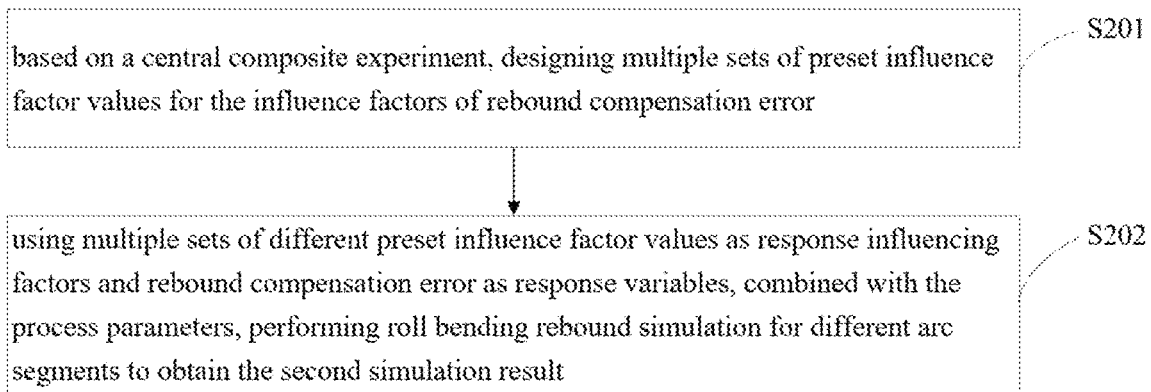 S201
based on a central composite experiment, designing multiple sets of preset influence
factor values for the influence factors of rebound compensation error
S202
using multiple sets of different preset influence factor values as response influencing
factors and rebound compensation error as response variables, combined with the
process parameters, performing roll bending rebound simulation for different arc
segments to obtain the second simulation result